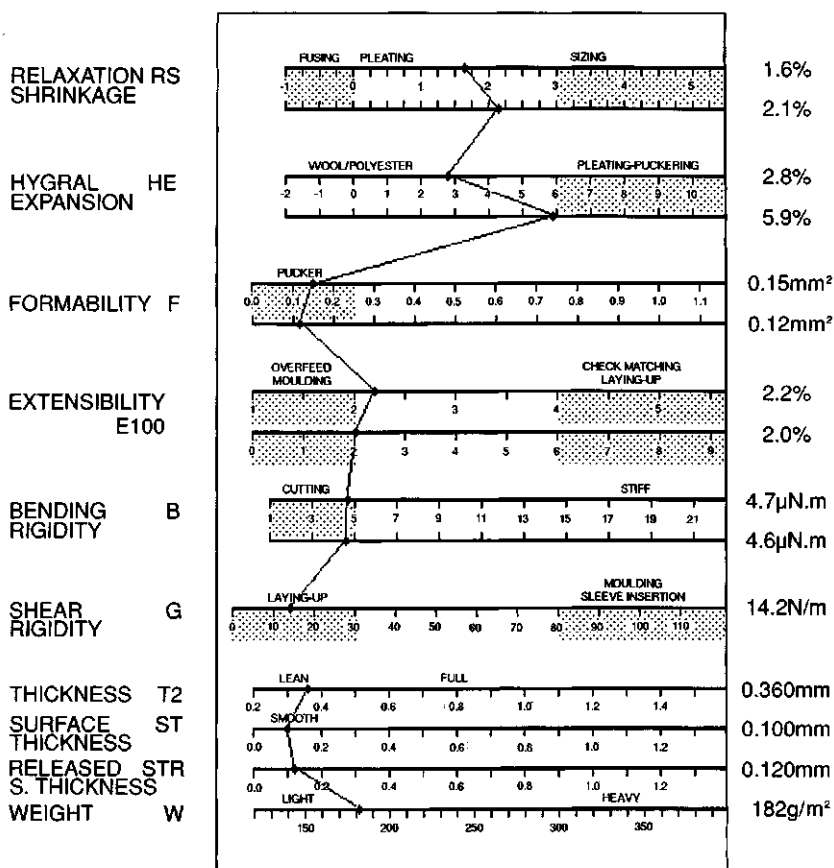 FUSING PLEATING SIZING
RELAXATION RS 1.6%
SHRINKAGE
-1 0 1 2 3 4 5
2.1%
WOOL/POLYESTER PLEATING-PUCKERING
HYGRAL HE 2.8%
EXPANSION
-2 -1 0 1 2 3 4 5 6 7 8 9 10
5.9%
PUCKER
FORMABILITY F 0.15mm²
0.0 0.1 0.2 0.3 0.4 0.5 0.6 0.7 0.8 0.9 1.0 1.1
0.12mm²
OVERFEED CHECK MATCHING
MOULDING LAYING-UP
EXTENSIBILITY 2.2%
E100
1 2 3 4 5
2.0%
0 1 2 3 4 5 6 7 8 9
CUTTING STIFF
BENDING B 4.7µN.m
RIGIDITY
1 3 5 7 9 11 13 15 17 19 21
4.6µN.m
MOULDING
LAYING-UP SLEEVE INSERTION
SHEAR G 14.2N/m
RIGIDITY
0 10 20 30 40 50 60 70 80 90 100 110
LEAN FULL
THICKNESS T2 0.360mm
0.2 0.4 0.6 0.8 1.0 1.2 1.4
SMOOTH
SURFACE ST 0.100mm
THICKNESS
0.0 0.2 0.4 0.6 0.8 1.0 1.2
RELEASED STR 0.120mm
S. THICKNESS
0.0 0.2 0.4 0.6 0.8 1.0 1.2
LIGHT HEAVY
WEIGHT W 182g/m²
150 200 250 300 350